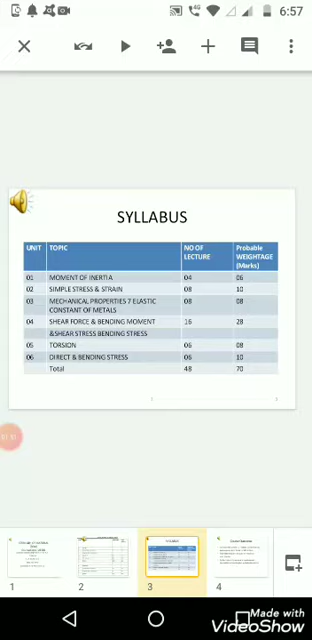 4G
6:57
SYLLABUS
UNIT TOPIC NO OF LECTURE Probable WEIGHTAGE (Marks)
01 MOMENT OF INERTIA 04 06
02 SIMPLE STRESS & STRAIN 08 10
03 MECHANICAL PROPERTIES 7 ELASTIC CONSTANT OF METALS 08 08
04 SHEAR FORCE & BENDING MOMENT 16 28
&SHEAR STRESS BENDING STRESS
05 TORSION 06 08
06 DIRECT & BENDING STRESS 06 10
Total 48 70
1 2 3 4
Made with
VideoShow